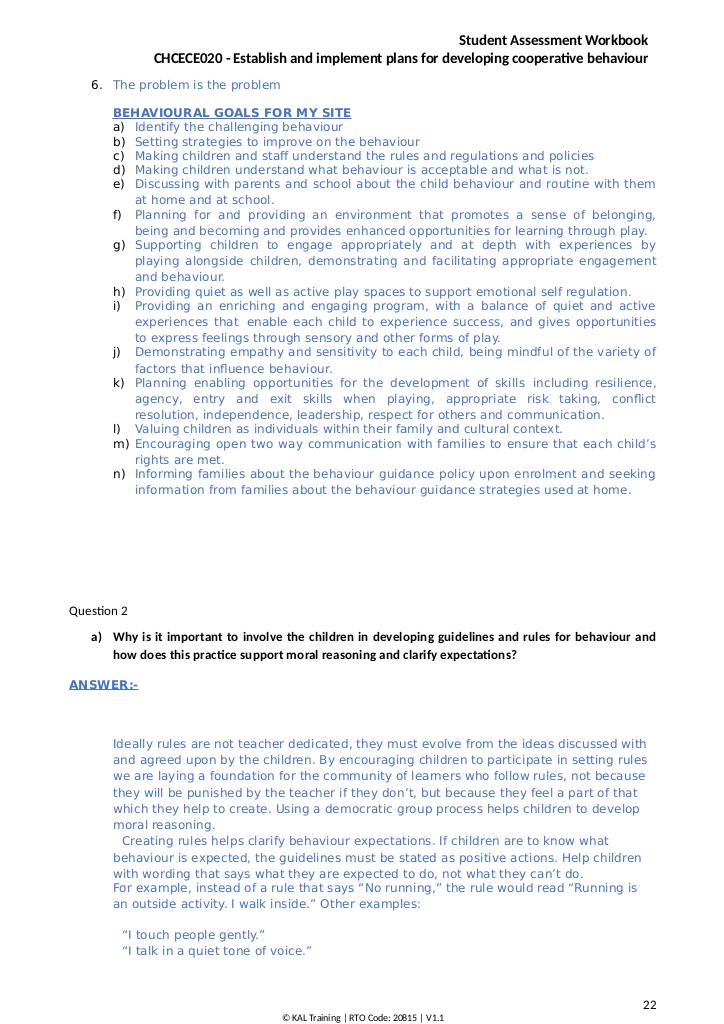 Student Assessment Workbook
CHCECE020 - Establish and implement plans for developing cooperative behaviour
6. The problem is the problem
BEHAVIOURAL GOALS FOR MY SITE
a) Identify the challenging behaviour
b) Setting strategies to improve on the behaviour
c) Making children and staff understand the rules and regulations and policies
d) Making children understand what behaviour is acceptable and what is not.
e) Discussing with parents and school about the child behaviour and routine with them
at home and at school.
f) Planning for and providing an environment that promotes a sense of belonging,
being and becoming and provides enhanced opportunities for learning through play.
g) Supporting children to engage appropriately and at depth with experiences by
playing alongside children, demonstrating and facilitating appropriate engagement
and behaviour.
h) Providing quiet as well as active play spaces to support emotional self regulation.
i) Providing an enriching and engaging program, with a balance of quiet and active
experiences that enable each child to experience success, and gives opportunities
to express feelings through sensory and other forms of play.
j) Demonstrating empathy and sensitivity to each child, being mindful of the variety of
factors that influence behaviour.
k) Planning enabling opportunities for the development of skills including resilience,
agency, entry and exit skills when playing, appropriate risk taking, conflict
resolution, independence, leadership, respect for others and communication.
l) Valuing children as individuals within their family and cultural context.
m) Encouraging open two way communication with families to ensure that each child’s
rights are met.
n) Informing families about the behaviour guidance policy upon enrolment and seeking
information from families about the behaviour guidance strategies used at home.
Question 2
a) Why is it important to involve the children in developing guidelines and rules for behaviour and
how does this practice support moral reasoning and clarify expectations?
ANSWER:-
Ideally rules are not teacher dedicated, they must evolve from the ideas discussed with
and agreed upon by the children. By encouraging children to participate in setting rules
we are laying a foundation for the community of learners who follow rules, not because
they will be punished by the teacher if they don’t, but because they feel a part of that
which they help to create. Using a democratic group process helps children to develop
moral reasoning.
Creating rules helps clarify behaviour expectations. If children are to know what
behaviour is expected, the guidelines must be stated as positive actions. Help children
with wording that says what they are expected to do, not what they can’t do.
For example, instead of a rule that says “No running,” the rule would read “Running is
an outside activity. I walk inside.” Other examples:
“I touch people gently.”
“I talk in a quiet tone of voice.”
22
© KAL Training | RTO Code: 20815 | V1.1